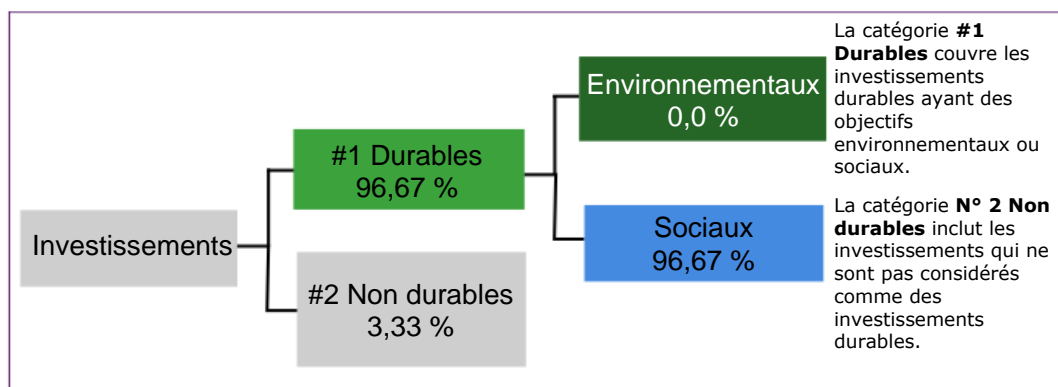 Investissements
#1 Durables
96,67 %
#2 Non durables
3,33 %
Environnementaux
0,0 %
Sociaux
96,67 %
La catégorie #1
Durables couvre les
investissements
durables ayant des
objectifs
environnementaux ou
sociaux.
La catégorie N° 2 Non
durables inclut les
investissements qui ne
sont pas considérés
comme des
investissements
durables.